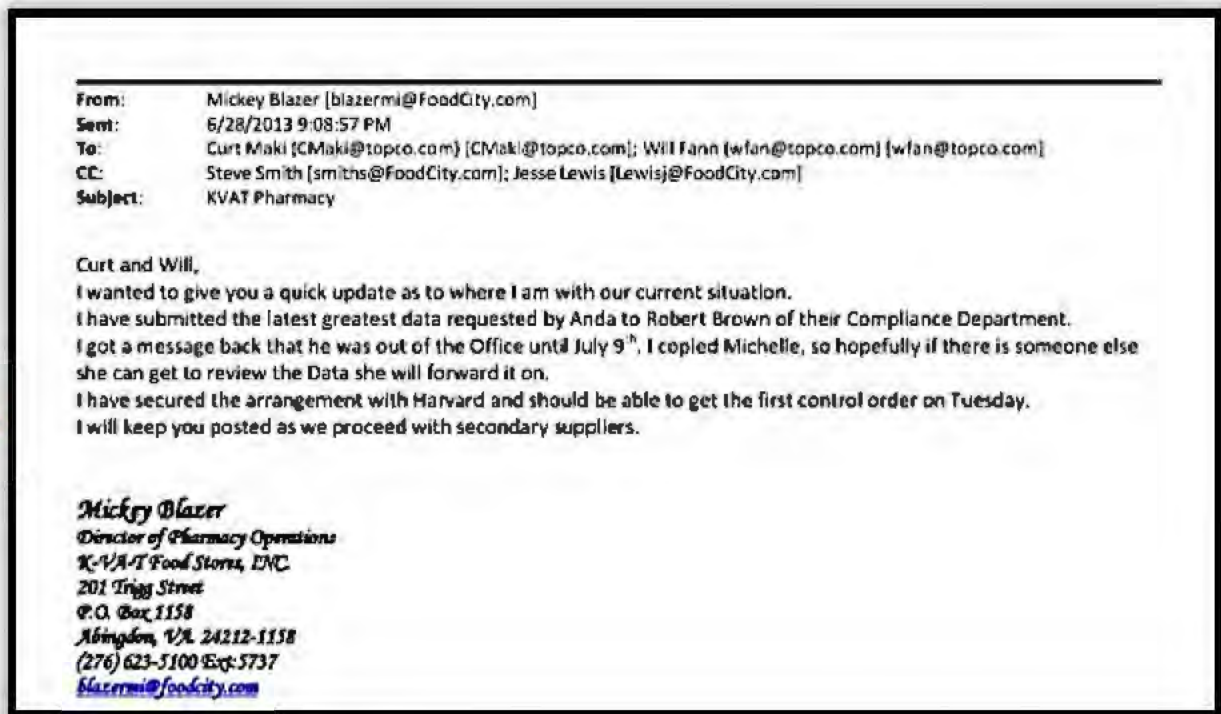 From: Mickey Blazer [blazermi@FoodCity.com]
Sent: 6/28/2013 9:08:57 PM
To: Curt Maki (CMaki@topco.com) [CMaki@topco.com]; Will Fann (wfan@topco.com) [wfan@topco.com]
CC: Steve Smith [smiths@FoodCity.com]; Jesse Lewis [Lewisj@FoodCity.com]
Subject: KVAT Pharmacy
Curt and Will,
I wanted to give you a quick update as to where I am with our current situation.
I have submitted the latest greatest data requested by Anda to Robert Brown of their Compliance Department.
I got a message back that he was out of the Office until July 9th. I copied Michelle, so hopefully if there is someone else
she can get to review the Data she will forward it on.
I have secured the arrangement with Harvard and should be able to get the first control order on Tuesday.
I will keep you posted as we proceed with secondary suppliers.
Mickey Blazer
Director of Pharmacy Operations
K-VA-T Food Stores, INC.
201 Trigg Street
P.O. Box 1158
Abingdon, VA 24212-1158
(276) 623-5100 Ext:5737
blazermi@foodcity.com